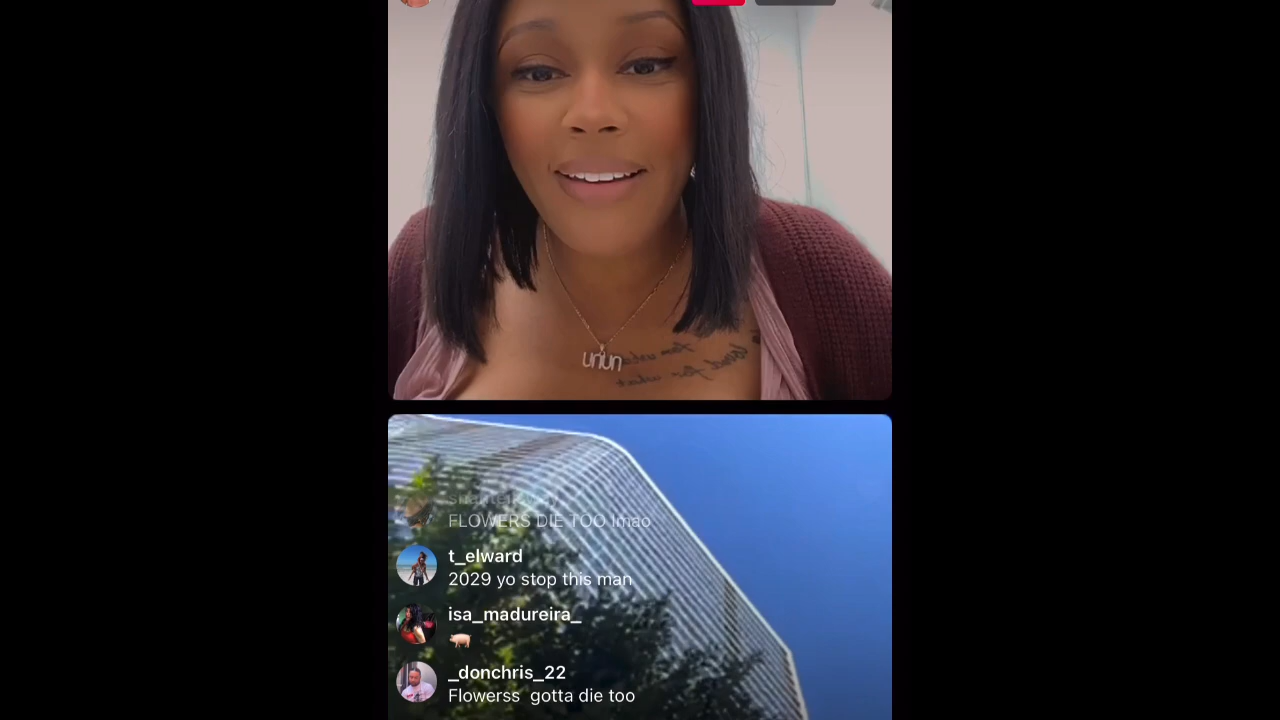 FLOWERS DIE TOO lmao
t_elward
2029 yo stop this man
isa_madureira_
_donchris_22
Flowerss gotta die too